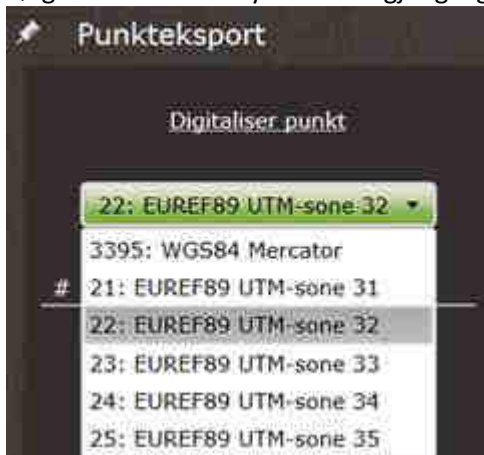 Punkteksport
Digitaliser punkt
22: EUREF89 UTM-sone 32
3395: WGS84 Mercator
# 21: EUREF89 UTM-sone 31
22: EUREF89 UTM-sone 32
23: EUREF89 UTM-sone 33
24: EUREF89 UTM-sone 34
25: EUREF89 UTM-sone 35